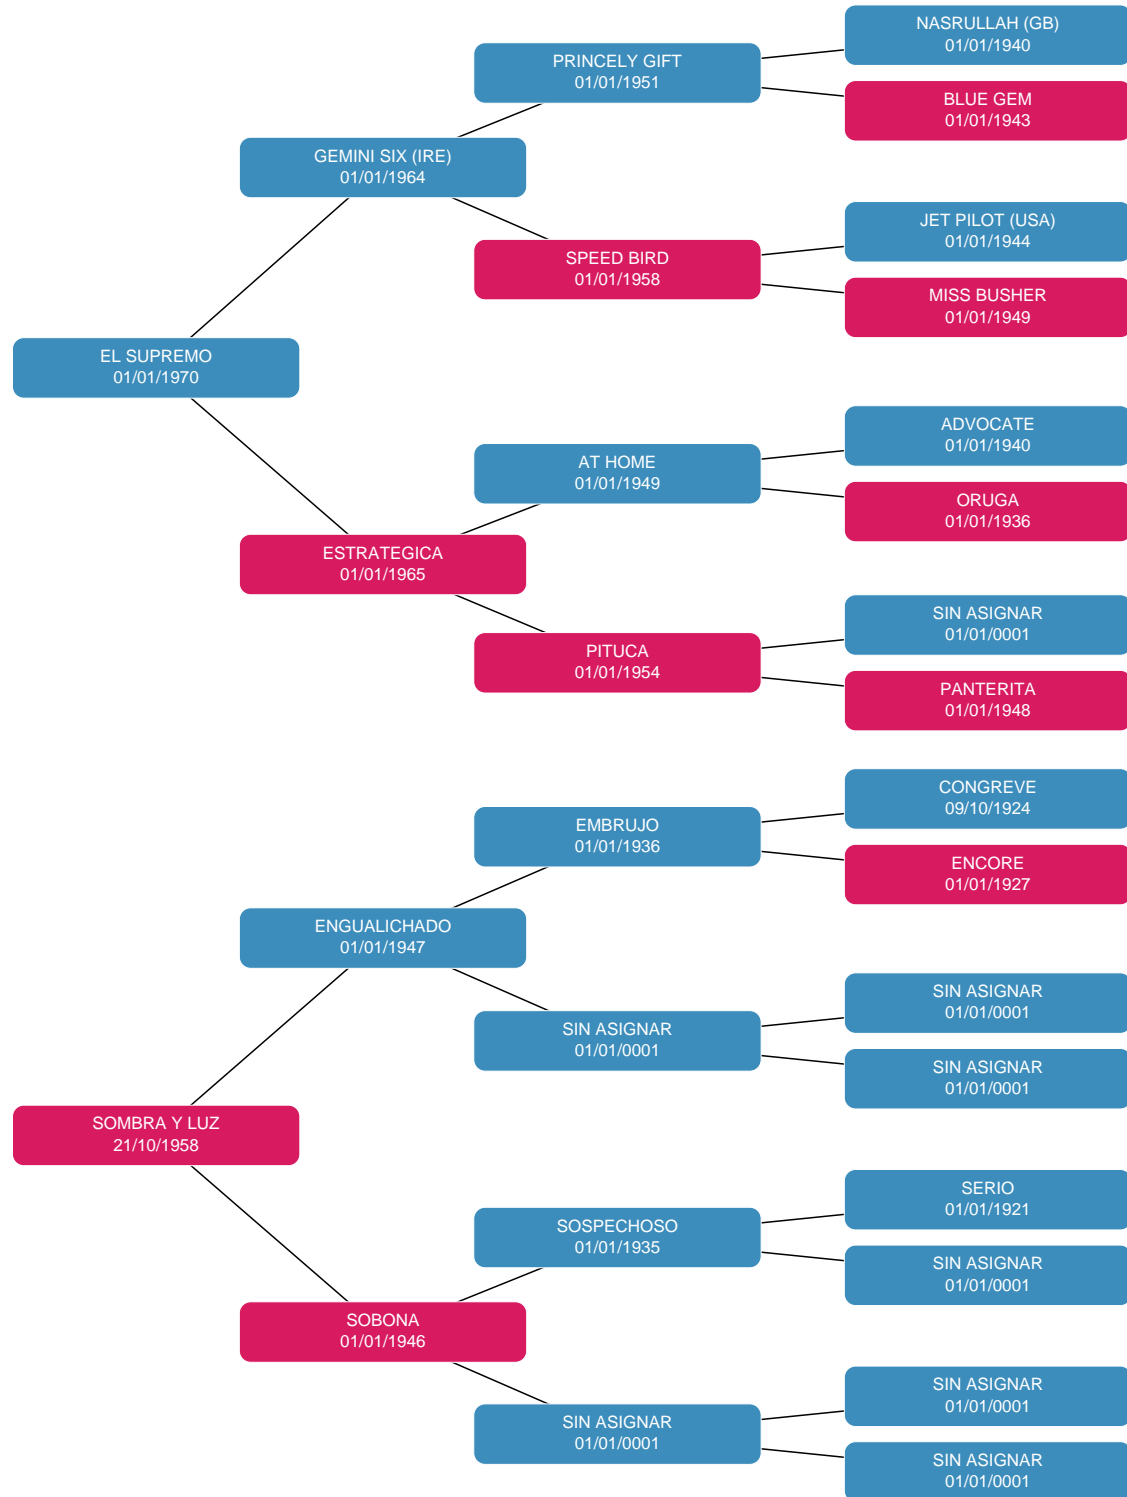 NASRULLAH (GB)
01/01/1940
PRINCELY GIFT
01/01/1951
BLUE GEM
01/01/1943
GEMINI SIX (IRE)
01/01/1964
JET PILOT (USA)
01/01/1944
SPEED BIRD
01/01/1958
MISS BUSHER
01/01/1949
EL SUPREMO
01/01/1970
ADVOCATE
01/01/1940
AT HOME
01/01/1949
ORUGA
01/01/1936
ESTRATEGICA
01/01/1965
SIN ASIGNAR
01/01/0001
PITUCA
01/01/1954
PANTERITA
01/01/1948
CONGREVE
09/10/1924
EMBRUJO
01/01/1936
ENCORE
01/01/1927
ENGUALICHADO
01/01/1947
SIN ASIGNAR
01/01/0001
SIN ASIGNAR
01/01/0001
SIN ASIGNAR
01/01/0001
SOMBRA Y LUZ
21/10/1958
SERIO
01/01/1921
SOSPECHOSO
01/01/1935
SIN ASIGNAR
01/01/0001
SOBONA
01/01/1946
SIN ASIGNAR
01/01/0001
SIN ASIGNAR
01/01/0001
SIN ASIGNAR
01/01/0001